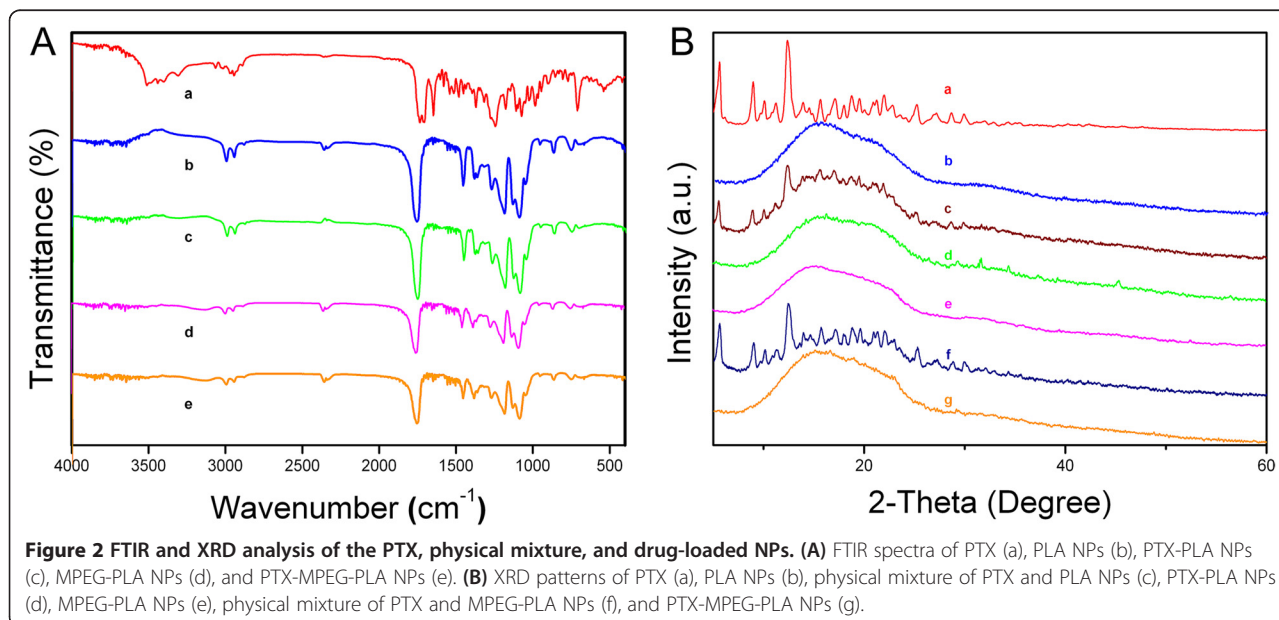 A
a
b
c
d
e
Transmittance (%)
4000 3500 3000 2500 2000 1500 1000 500
Wavenumber (cm⁻¹)
B
a
b
c
d
e
f
g
Intensity (a.u.)
20 40 60
2-Theta (Degree)
Figure 2 FTIR and XRD analysis of the PTX, physical mixture, and drug-loaded NPs. (A) FTIR spectra of PTX (a), PLA NPs (b), PTX-PLA NPs
(c), MPEG-PLA NPs (d), and PTX-MPEG-PLA NPs (e). (B) XRD patterns of PTX (a), PLA NPs (b), physical mixture of PTX and PLA NPs (c), PTX-PLA NPs
(d), MPEG-PLA NPs (e), physical mixture of PTX and MPEG-PLA NPs (f), and PTX-MPEG-PLA NPs (g).